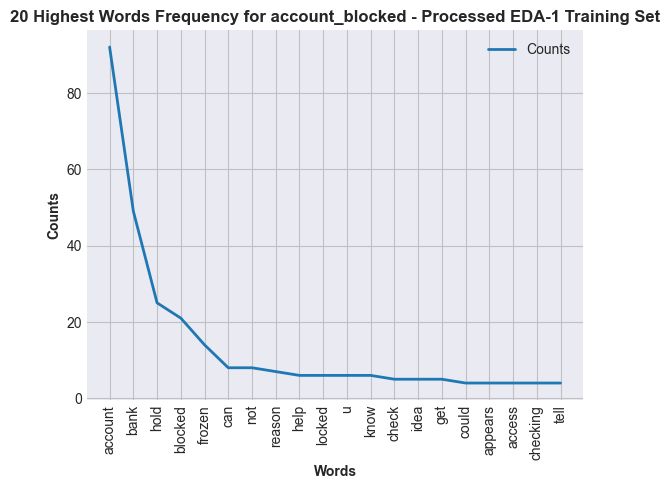 20 Highest Words Frequency for account_blocked - Processed EDA-1 Training Set
Counts
80
60
40
20
0
Counts
account
bank
hold
blocked
frozen
can
not
reason
help
locked
u
know
check
idea
get
could
appears
access
checking
tell
Words